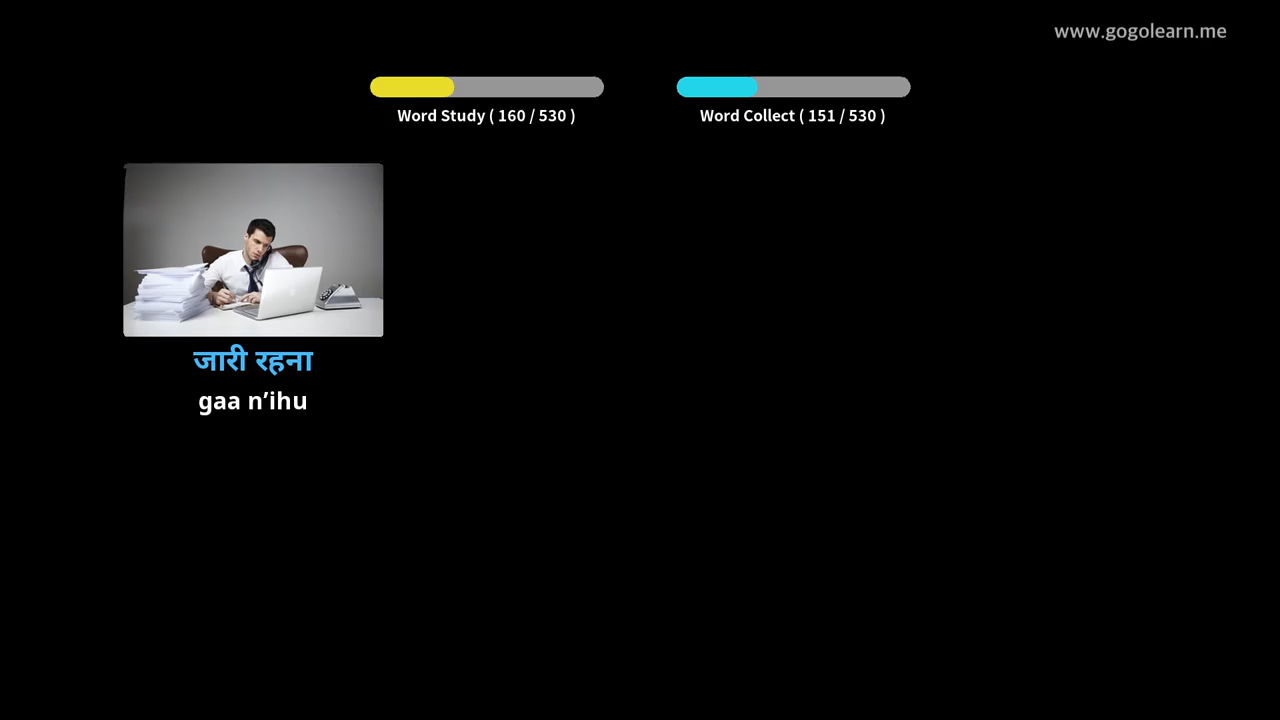 www.gogolearn.me
Word Study ( 160 / 530 )
Word Collect ( 151 / 530 )
जारी रहना
gaa n’ihu